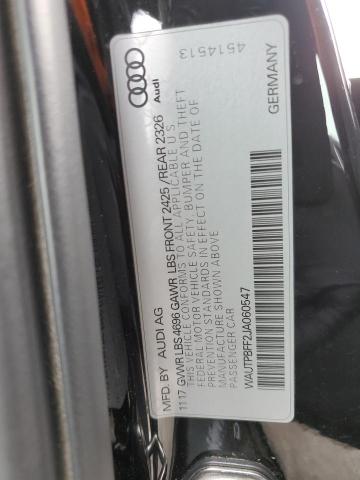 MFD. BY AUDI AG
11 17 GVWR LBS 4696 GAWR LBS FRONT 2425 /REAR 2326
THIS VEHICLE CONFORMS TO ALL APPLICABLE U S
FEDERAL MOTOR VEHICLE SAFETY, BUMPER AND THEFT
PREVENTION STANDARDS IN EFFECT ON THE DATE OF
MANUFACTURE SHOWN ABOVE
PASSENGER CAR
WAUTPBFF2JA060547
Audi
4514513
GERMANY